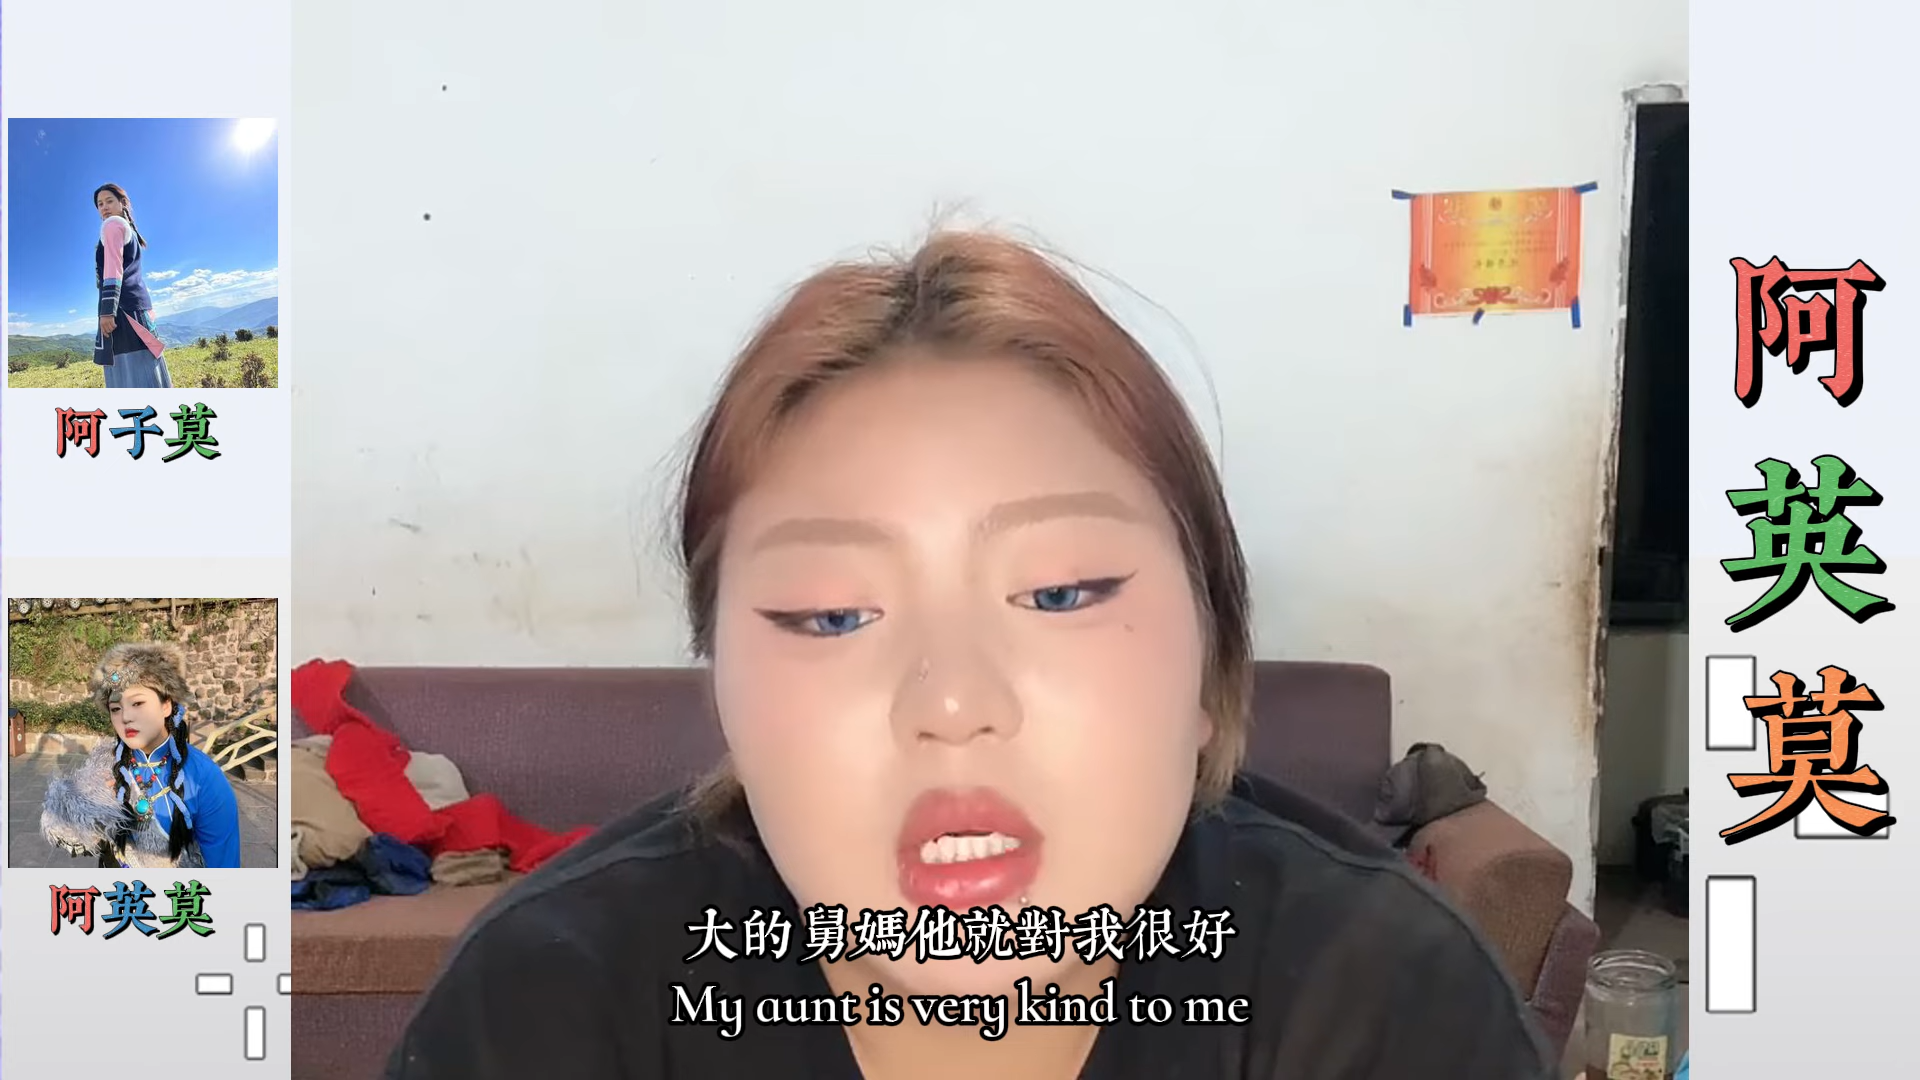 阿子莫
阿英莫
大的舅媽他就對我很好
My aunt is very kind to me
阿
英
莫